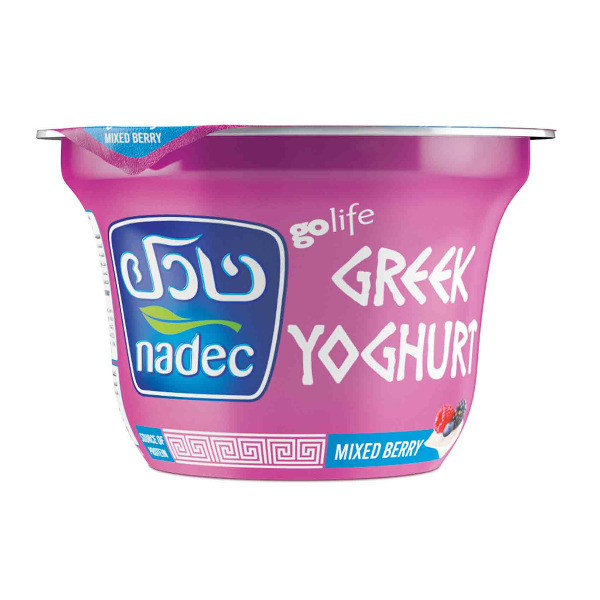 MIXED BERRY
نادك
nadec
golife
GREEK
YOGHURT
SOURCE OF
PROTEIN
MIXED BERRY